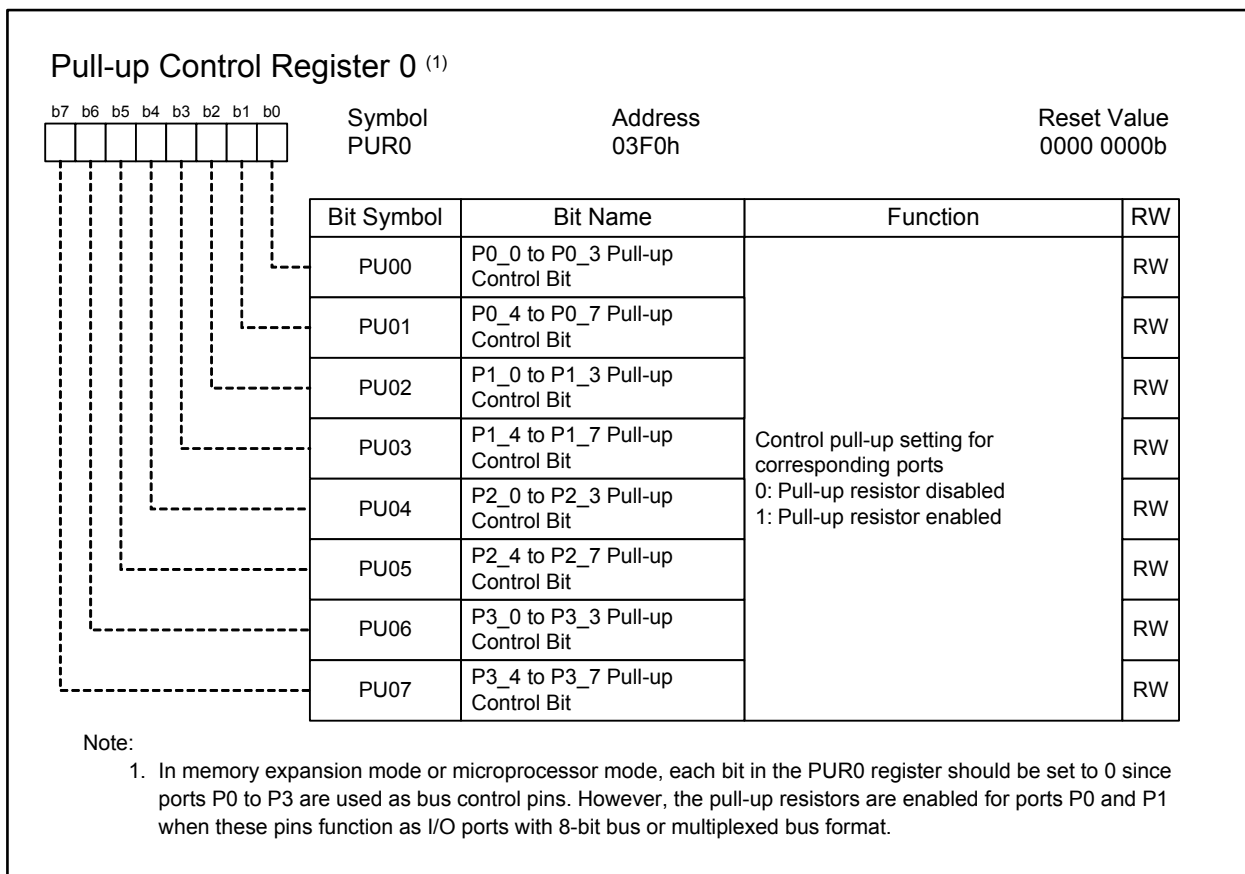 Pull-up Control Register 0 (1)
b7 b6 b5 b4 b3 b2 b1 b0
Symbol Address Reset Value
PUR0 03F0h 0000 0000b
Bit Symbol Bit Name Function RW
PU00 P0_0 to P0_3 Pull-up
Control Bit RW
PU01 P0_4 to P0_7 Pull-up
Control Bit RW
PU02 P1_0 to P1_3 Pull-up
Control Bit RW
PU03 P1_4 to P1_7 Pull-up
Control Bit RW
PU04 P2_0 to P2_3 Pull-up
Control Bit RW
PU05 P2_4 to P2_7 Pull-up
Control Bit RW
PU06 P3_0 to P3_3 Pull-up
Control Bit RW
PU07 P3_4 to P3_7 Pull-up
Control Bit RW
Control pull-up setting for
corresponding ports
0: Pull-up resistor disabled
1: Pull-up resistor enabled
Note:
1. In memory expansion mode or microprocessor mode, each bit in the PUR0 register should be set to 0 since
ports P0 to P3 are used as bus control pins. However, the pull-up resistors are enabled for ports P0 and P1
when these pins function as I/O ports with 8-bit bus or multiplexed bus format.